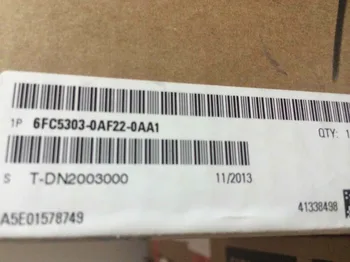 1P 6FC5303-0AF22-0AA1 QTY: 1
S T-DN2003000 11/2013
A5E01578749 41338498